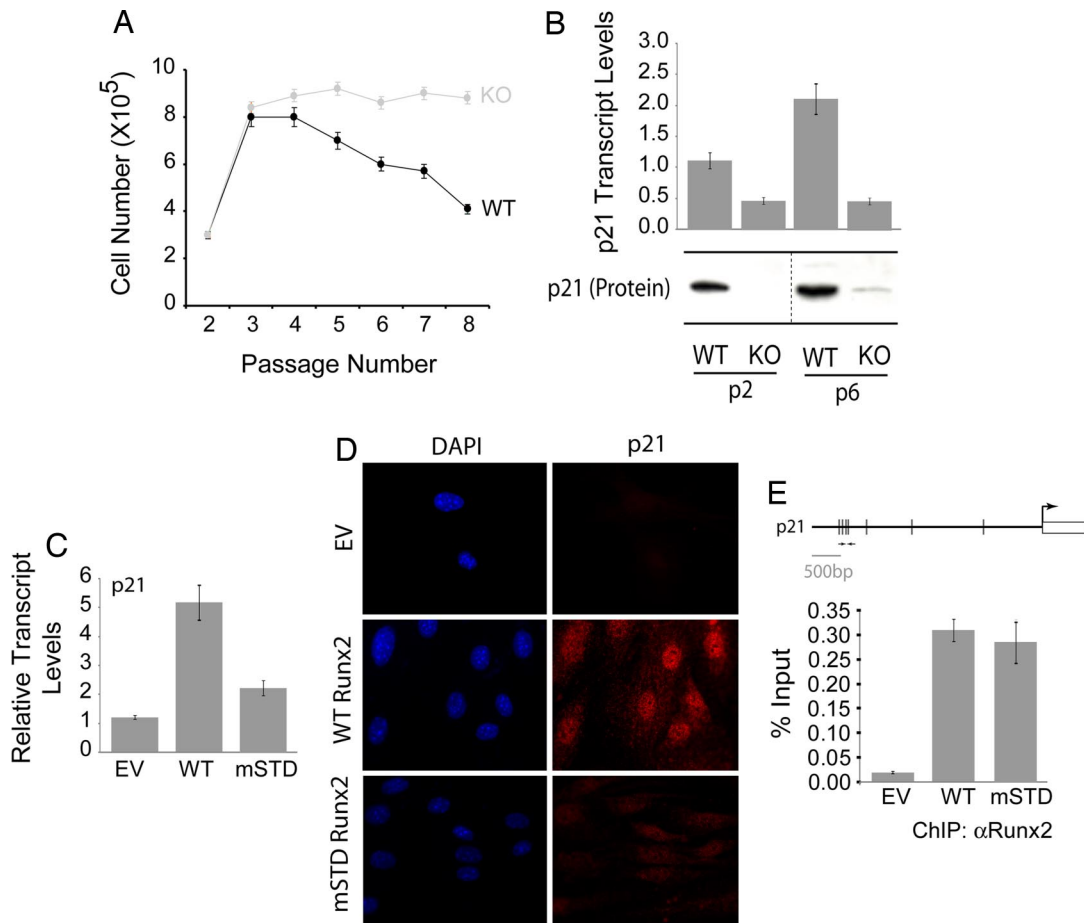 A
Cell Number (X10⁵)
10
8
6
4
2
0
KO
WT
2 3 4 5 6 7 8
Passage Number
B
p21 Transcript Levels
3.0
2.5
2.0
1.5
1.0
0.5
0.0
p21 (Protein)
WT KO WT KO
p2 p6
C
Relative Transcript
Levels
p21
6
5
4
3
2
1
0
EV WT mSTD
D
DAPI p21
EV
WT Runx2
mSTD Runx2
E
p21
500bp
% Input
0.35
0.30
0.25
0.20
0.15
0.10
0.05
0.00
EV WT mSTD
ChIP: αRunx2